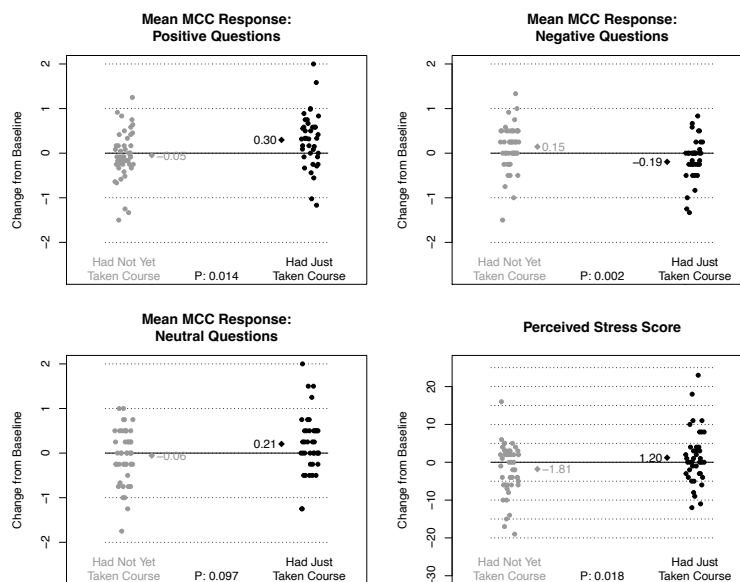 Mean MCC Response:
Positive Questions
Change from Baseline
2
1
0
−1
−2
−0.05
0.30
Had Not Yet
Taken Course
P: 0.014
Had Just
Taken Course
Mean MCC Response:
Negative Questions
Change from Baseline
2
1
0
−1
−2
0.15
−0.19
Had Not Yet
Taken Course
P: 0.002
Had Just
Taken Course
Mean MCC Response:
Neutral Questions
Change from Baseline
2
1
0
−1
−2
−0.06
0.21
Had Not Yet
Taken Course
P: 0.097
Had Just
Taken Course
Perceived Stress Score
Change from Baseline
20
10
0
−10
−20
−30
−1.81
1.20
Had Not Yet
Taken Course
P: 0.018
Had Just
Taken Course